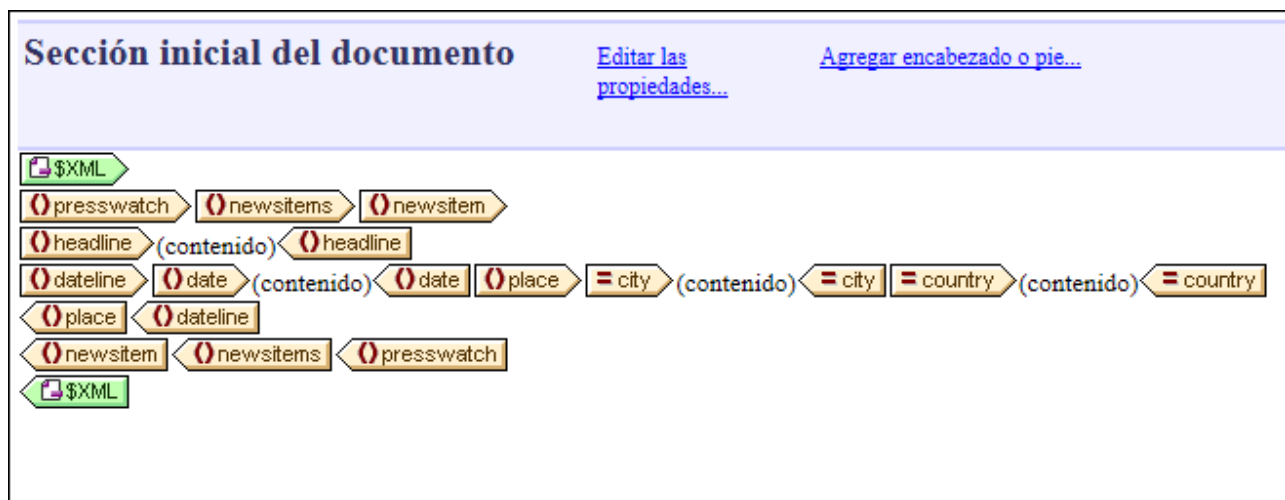 Sección inicial del documento Editar las propiedades... Agregar encabezado o pie...
$XML
()presswatch ()newsitems ()newsitem
()headline (contenido) ()headline
()dateline ()date (contenido) ()date ()place = city (contenido) = city = country (contenido) = country
()place ()dateline
()newsitem ()newsitems ()presswatch
$XML